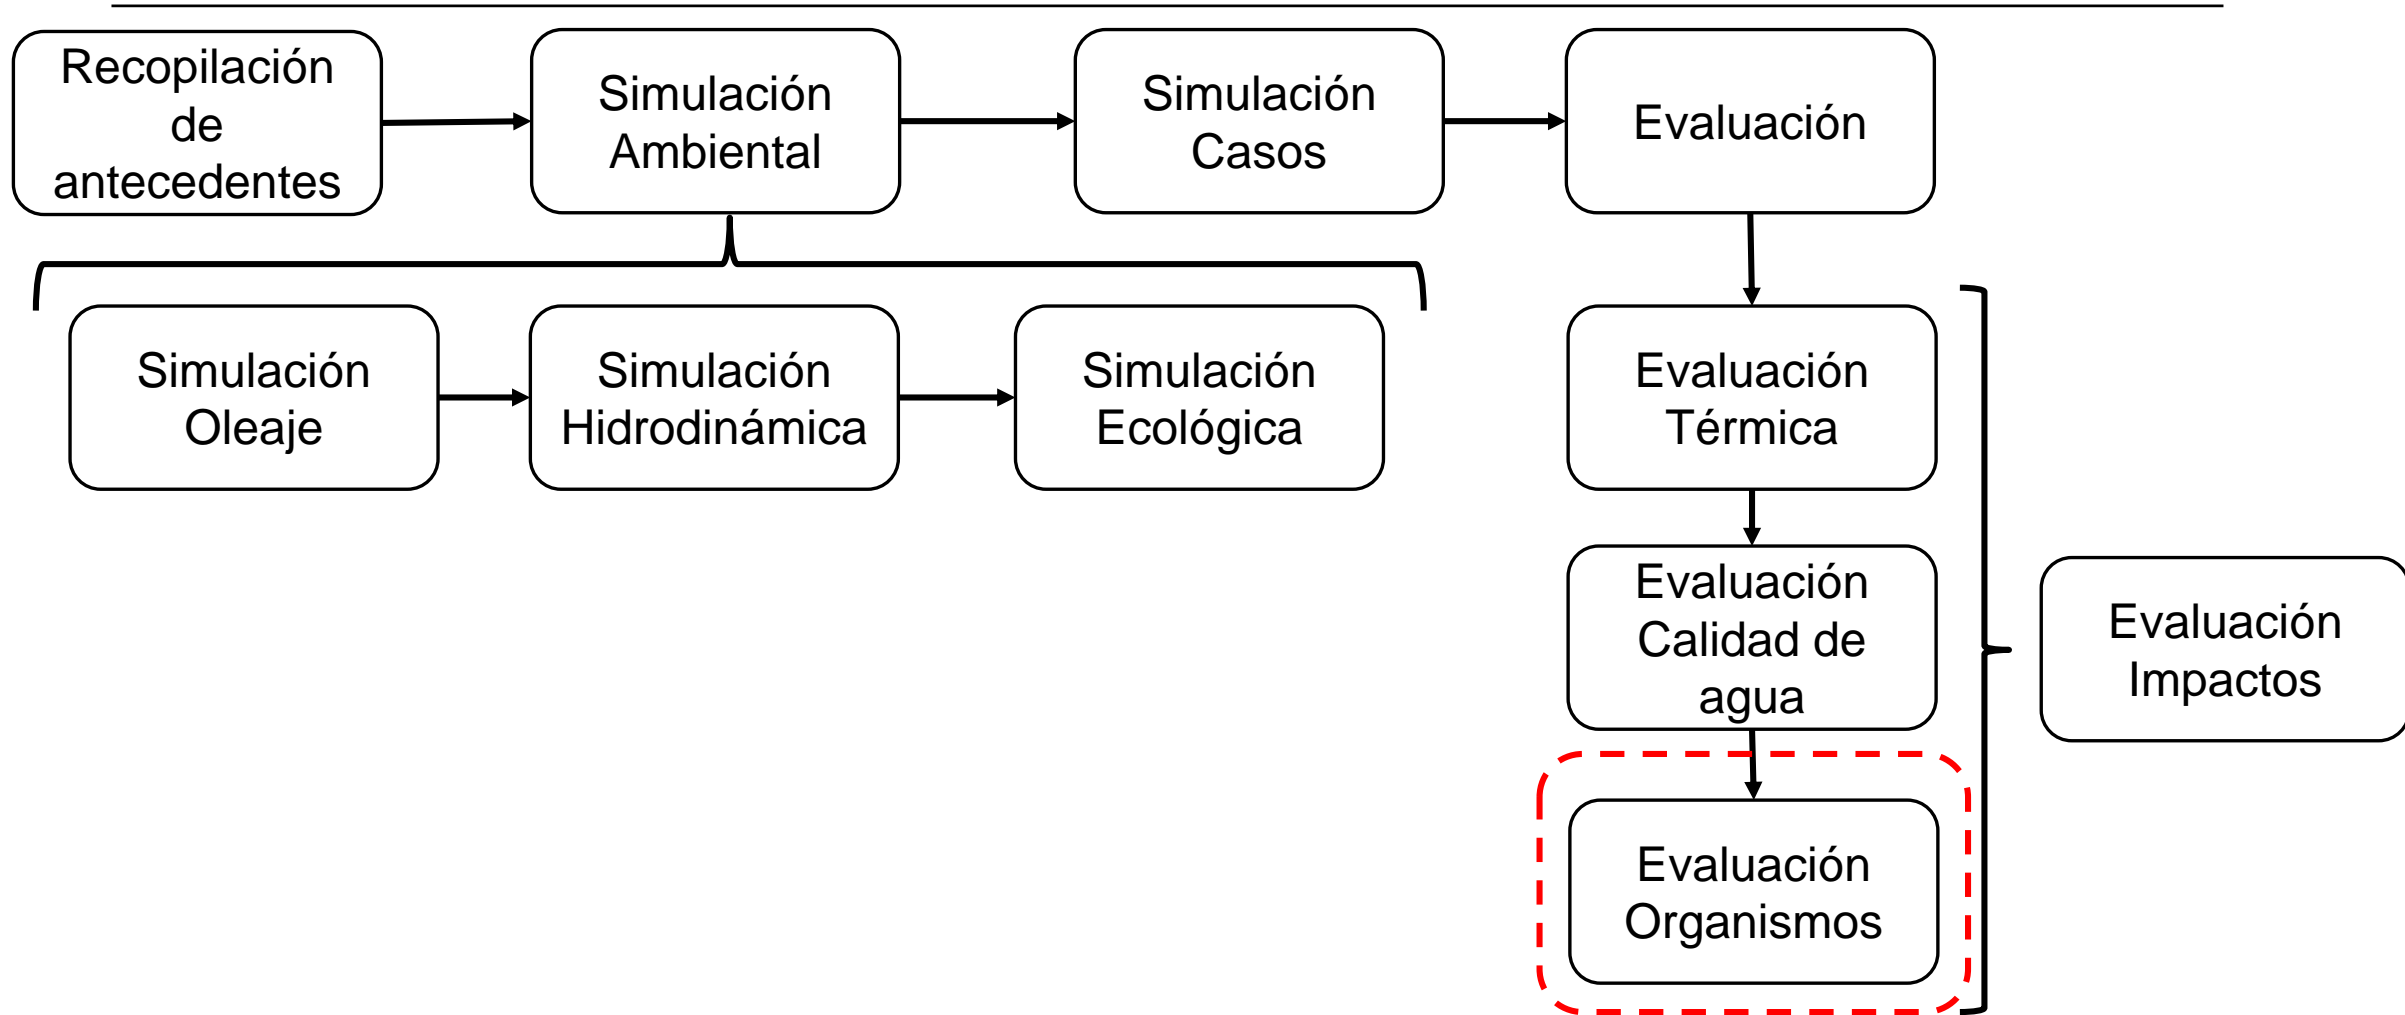 Recopilación
de
antecedentes
Simulación
Ambiental
Simulación
Casos
Evaluación
Simulación
Oleaje
Simulación
Hidrodinámica
Simulación
Ecológica
Evaluación
Térmica
Evaluación
Calidad de
agua
Evaluación
Organismos
Evaluación
Impactos